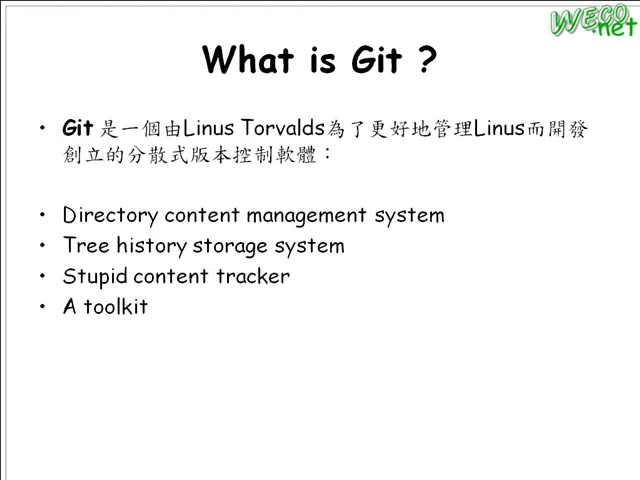 WECO.net
What is Git ?
• Git 是一個由Linus Torvalds為了更好地管理Linus而開發
創立的分散式版本控制軟體：
• Directory content management system
• Tree history storage system
• Stupid content tracker
• A toolkit